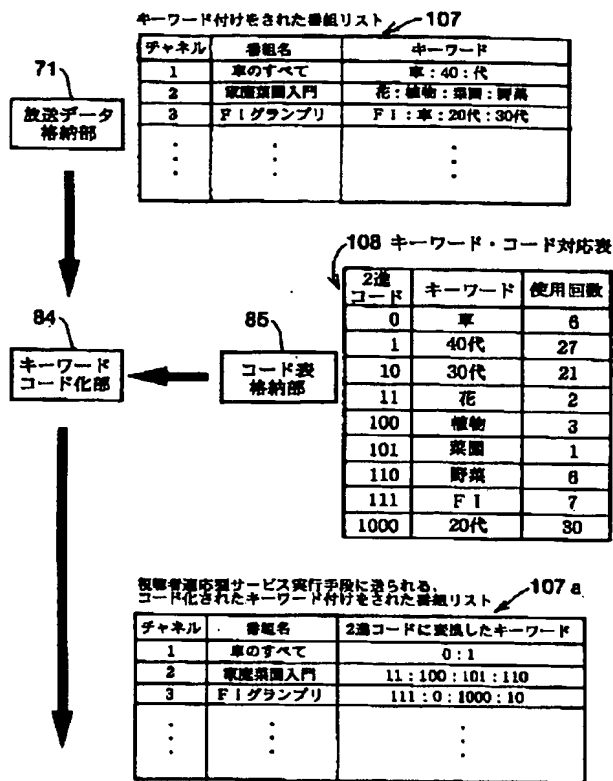 キーワード付けをされた番組リスト 107
チャネル 番組名 キーワード
1 車のすべて 車:40:代
2 家庭菜園入門 花:植物:菜園:野菜
3 FIグランプリ FI:車:20代:30代
71
放送データ
格納部
108 キーワード・コード対応表
2進
コード キーワード 使用回数
0 車 6
1 40代 27
10 30代 21
11 花 2
100 植物 3
101 菜園 1
110 野菜 6
111 FI 7
1000 20代 30
84
キーワード
コード化部
85
コード表
格納部
視聴者適応型サービス実行手段に送られる、
コード化されたキーワード付けをされた番組リスト 107a
チャネル 番組名 2進コードに変換したキーワード
1 車のすべて 0:1
2 家庭菜園入門 11:100:101:110
3 FIグランプリ 111:0:1000:10